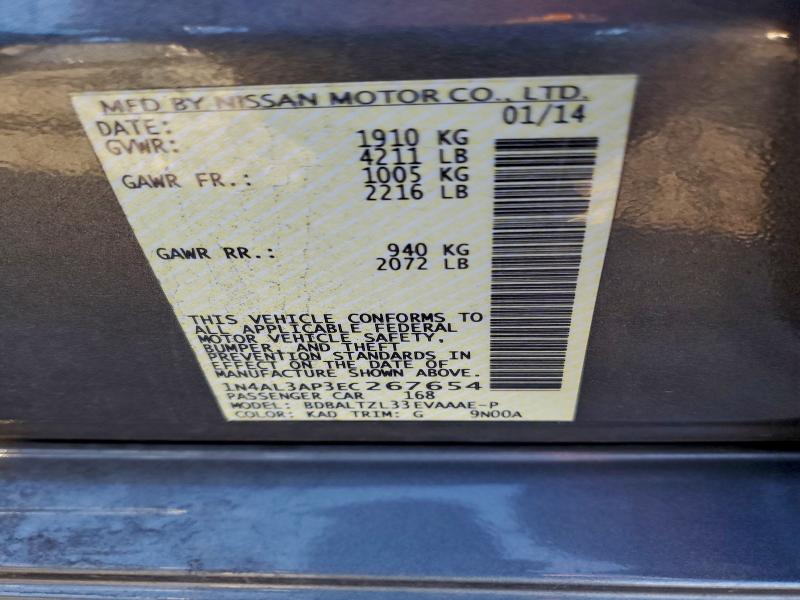 MFD BY NISSAN MOTOR CO., LTD.
DATE: 01/14
GVWR: 1910 KG
4211 LB
GAWR FR.: 1005 KG
2216 LB
GAWR RR.: 940 KG
2072 LB
THIS VEHICLE CONFORMS TO
ALL APPLICABLE FEDERAL
MOTOR VEHICLE SAFETY,
BUMPER, AND THEFT
PREVENTION STANDARDS IN
EFFECT ON THE DATE OF
MANUFACTURE SHOWN ABOVE.
1N4AL3AP3EC267654
PASSENGER CAR 168
MODEL: BDBALTZL33EVAAAE-P
COLOR: KAD TRIM: G 9N00A